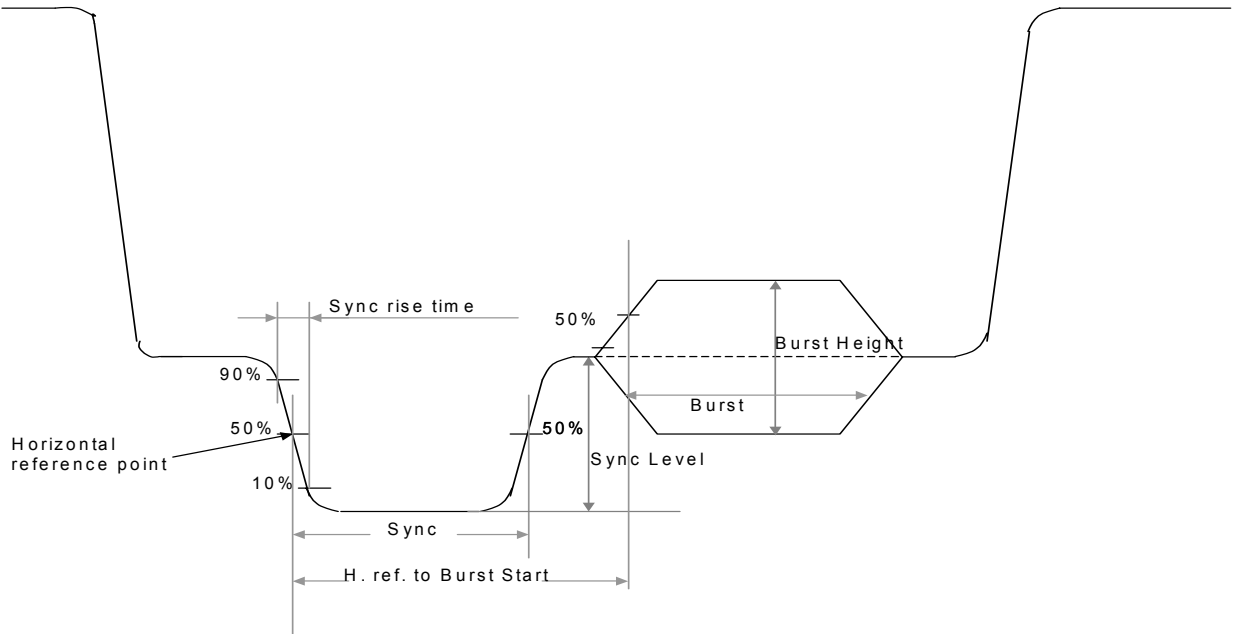 Sync rise time
50%
Burst Height
90%
Burst
50%
50%
Horizontal
reference point
Sync Level
10%
Sync
H. ref. to Burst Start